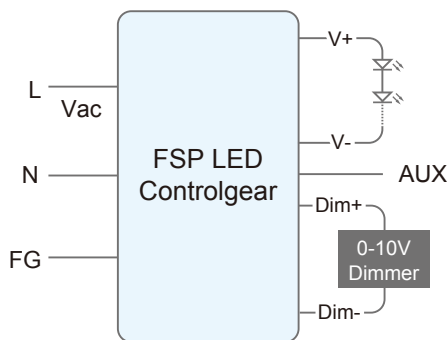 L
Vac
N
FG
FSP LED
Controlgear
V+
V-
AUX
Dim+
0-10V
Dimmer
Dim-